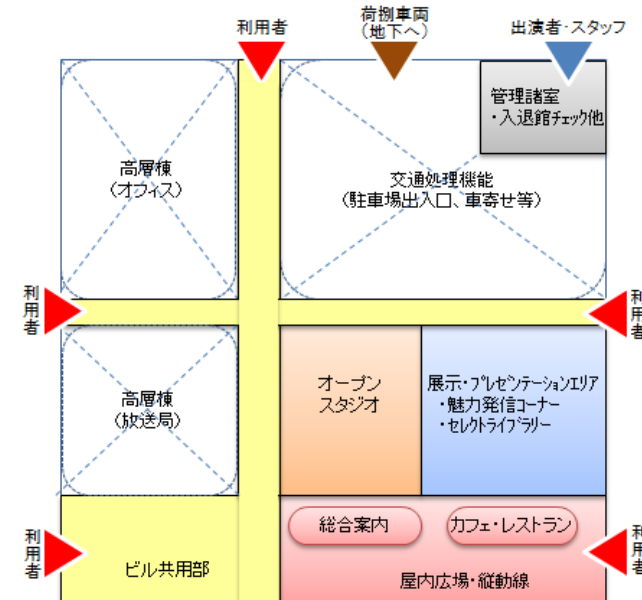 利用者
荷捌車両
(地下へ)
出演者・スタッフ
管理諸室
・入退館チェック他
高層棟
(オフィス)
交通処理機能
(駐車場出入口、車寄せ等)
利用者
利用者
高層棟
(放送局)
オープン
スタジオ
展示・プレゼンテーションエリア
・魅力発信コーナー
・セレクトライブラリー
総合案内
カフェ・レストラン
利用者
利用者
ビル共用部
屋内広場・縦動線